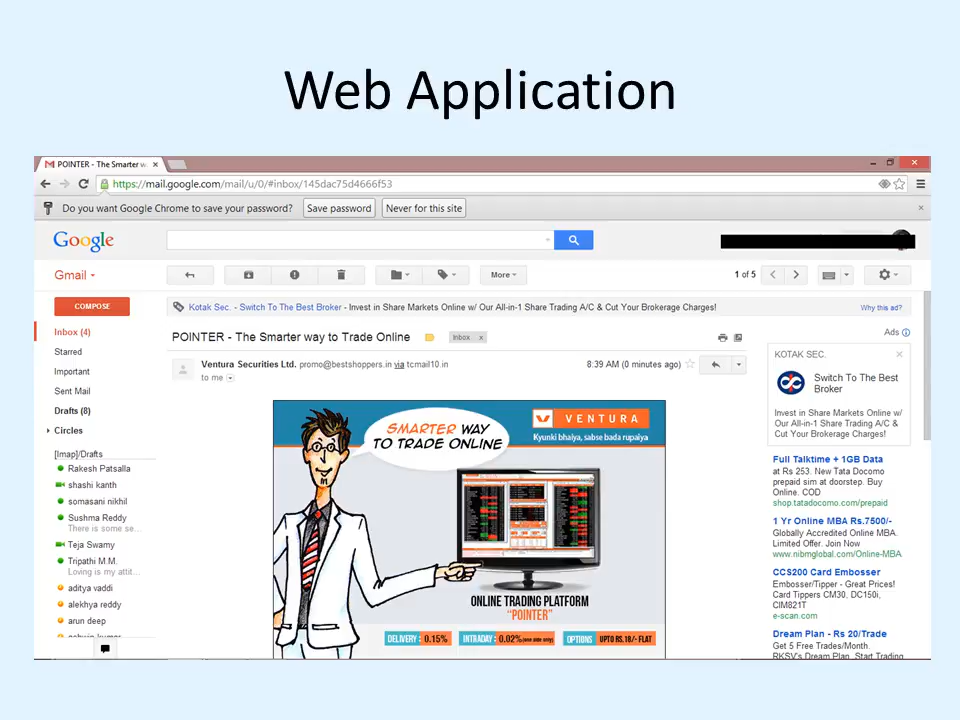 Web Application
POINTER - The Smarter w
https://mail.google.com/mail/u/0/#inbox/145dac75d4666f53
Do you want Google Chrome to save your password? Save password Never for this site
Google
Gmail
More
1 of 5
COMPOSE
Kotak Sec. - Switch To The Best Broker - Invest in Share Markets Online w/ Our All-in-1 Share Trading A/C & Cut Your Brokerage Charges! Why this ad?
Inbox (4)
Starred
Important
Sent Mail
Drafts (8)
Circles
[Imap]/Drafts
Rakesh Patsalla
shashi kanth
somasani nikhil
Sushma Reddy
There is some se...
Teja Swamy
Tripathi M.M.
Loving is my attit...
aditya vaddi
alekhya reddy
arun deep
POINTER - The Smarter way to Trade Online Inbox x
Ventura Securities Ltd. promo@bestshoppers.in via tcmail10.in 8:39 AM (0 minutes ago)
to me
SMARTER WAY
TO TRADE ONLINE
VENTURA
Kyunki bhaiya, sabse bada rupaiya
ONLINE TRADING PLATFORM
"POINTER"
DELIVERY : 0.15% INTRADAY : 0.02% (one side only) OPTIONS UPTO RS.18/- FLAT
Ads
KOTAK SEC.
Switch To The Best
Broker
Invest in Share Markets Online w/
Our All-in-1 Share Trading A/C &
Cut Your Brokerage Charges!
Full Talktime + 1GB Data
at Rs 253. New Tata Docomo
prepaid sim at doorstep. Buy
Online. COD
shop.tatadocomo.com/prepaid
1 Yr Online MBA Rs.7500/-
Globally Accredited Online MBA.
Limited Offer. Join Now
www.nibmglobal.com/Online-MBA
CCS200 Card Embosser
Embosser/Tipper - Great Prices!
Card Tippers CM30, DC150i,
CIM821T
e-scan.com
Dream Plan - Rs 20/Trade
Get 5 Free Trades/Month.
RKSV's Dream Plan. Start Trading